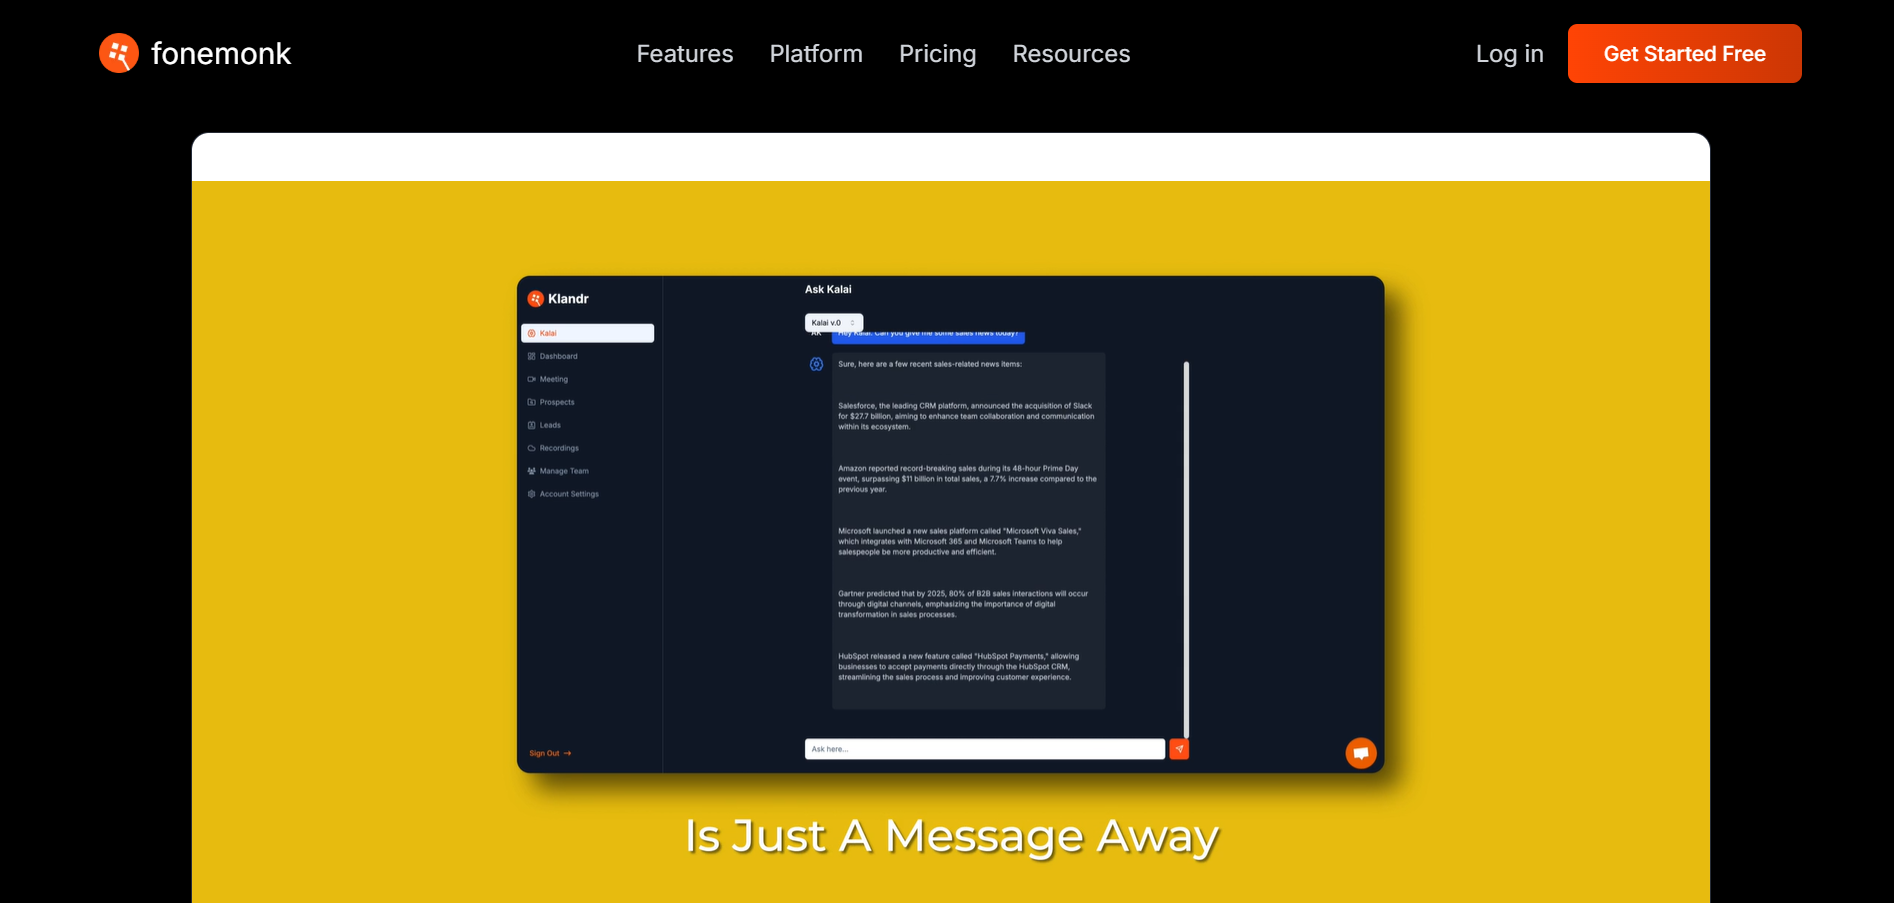 fonemonk
Features
Platform
Pricing
Resources
Log in
Get Started Free
Klandr
Kalai
Dashboard
Meeting
Prospects
Leads
Recordings
Manage Team
Account Settings
Sign Out
Ask Kalai
Kalai v.0
AK
Hey Kalai. Can you give me some sales news today?
Sure, here are a few recent sales-related news items:
Salesforce, the leading CRM platform, announced the acquisition of Slack
for $27.7 billion, aiming to enhance team collaboration and communication
within its ecosystem.
Amazon reported record-breaking sales during its 48-hour Prime Day
event, surpassing $11 billion in total sales, a 7.7% increase compared to the
previous year.
Microsoft launched a new sales platform called "Microsoft Viva Sales,"
which integrates with Microsoft 365 and Microsoft Teams to help
salespeople be more productive and efficient.
Gartner predicted that by 2025, 80% of B2B sales interactions will occur
through digital channels, emphasizing the importance of digital
transformation in sales processes.
HubSpot released a new feature called "HubSpot Payments," allowing
businesses to accept payments directly through the HubSpot CRM,
streamlining the sales process and improving customer experience.
Ask here...
Is Just A Message Away